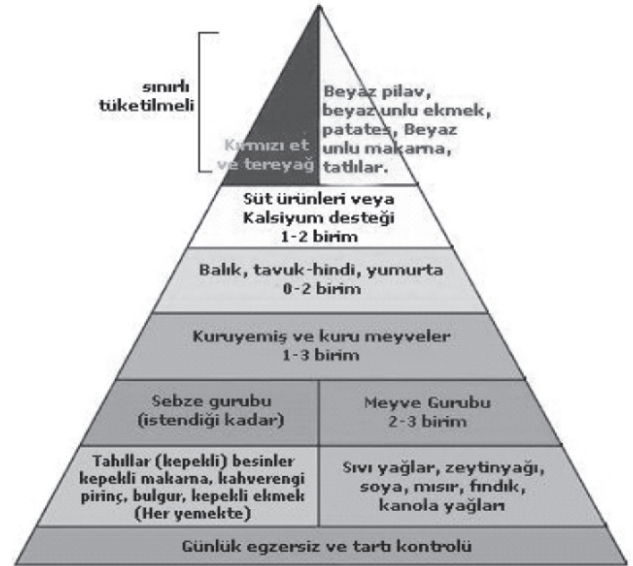 sınırlı
tüketilmeli
Kırmızı et
ve tereyağ
Beyaz pilav,
beyaz unlu ekmek,
patates, Beyaz
unlu makarna,
tatlılar.
Süt ürünleri veya
Kalsiyum desteği
1-2 birim
Balık, tavuk-hindi, yumurta
0-2 birim
Kuruyemiş ve kuru meyveler
1-3 birim
Sebze gurubu
(istendiği kadar)
Meyve Gurubu
2-3 birim
Tahıllar (kepekli) besinler
kepekli makarna, kahverengi
pirinç, bulgur, kepekli ekmek
(Her yemekte)
Sıvı yağlar, zeytinyağı,
soya, mısır, fındık,
kanola yağları
Günlük egzersiz ve tartı kontrolü